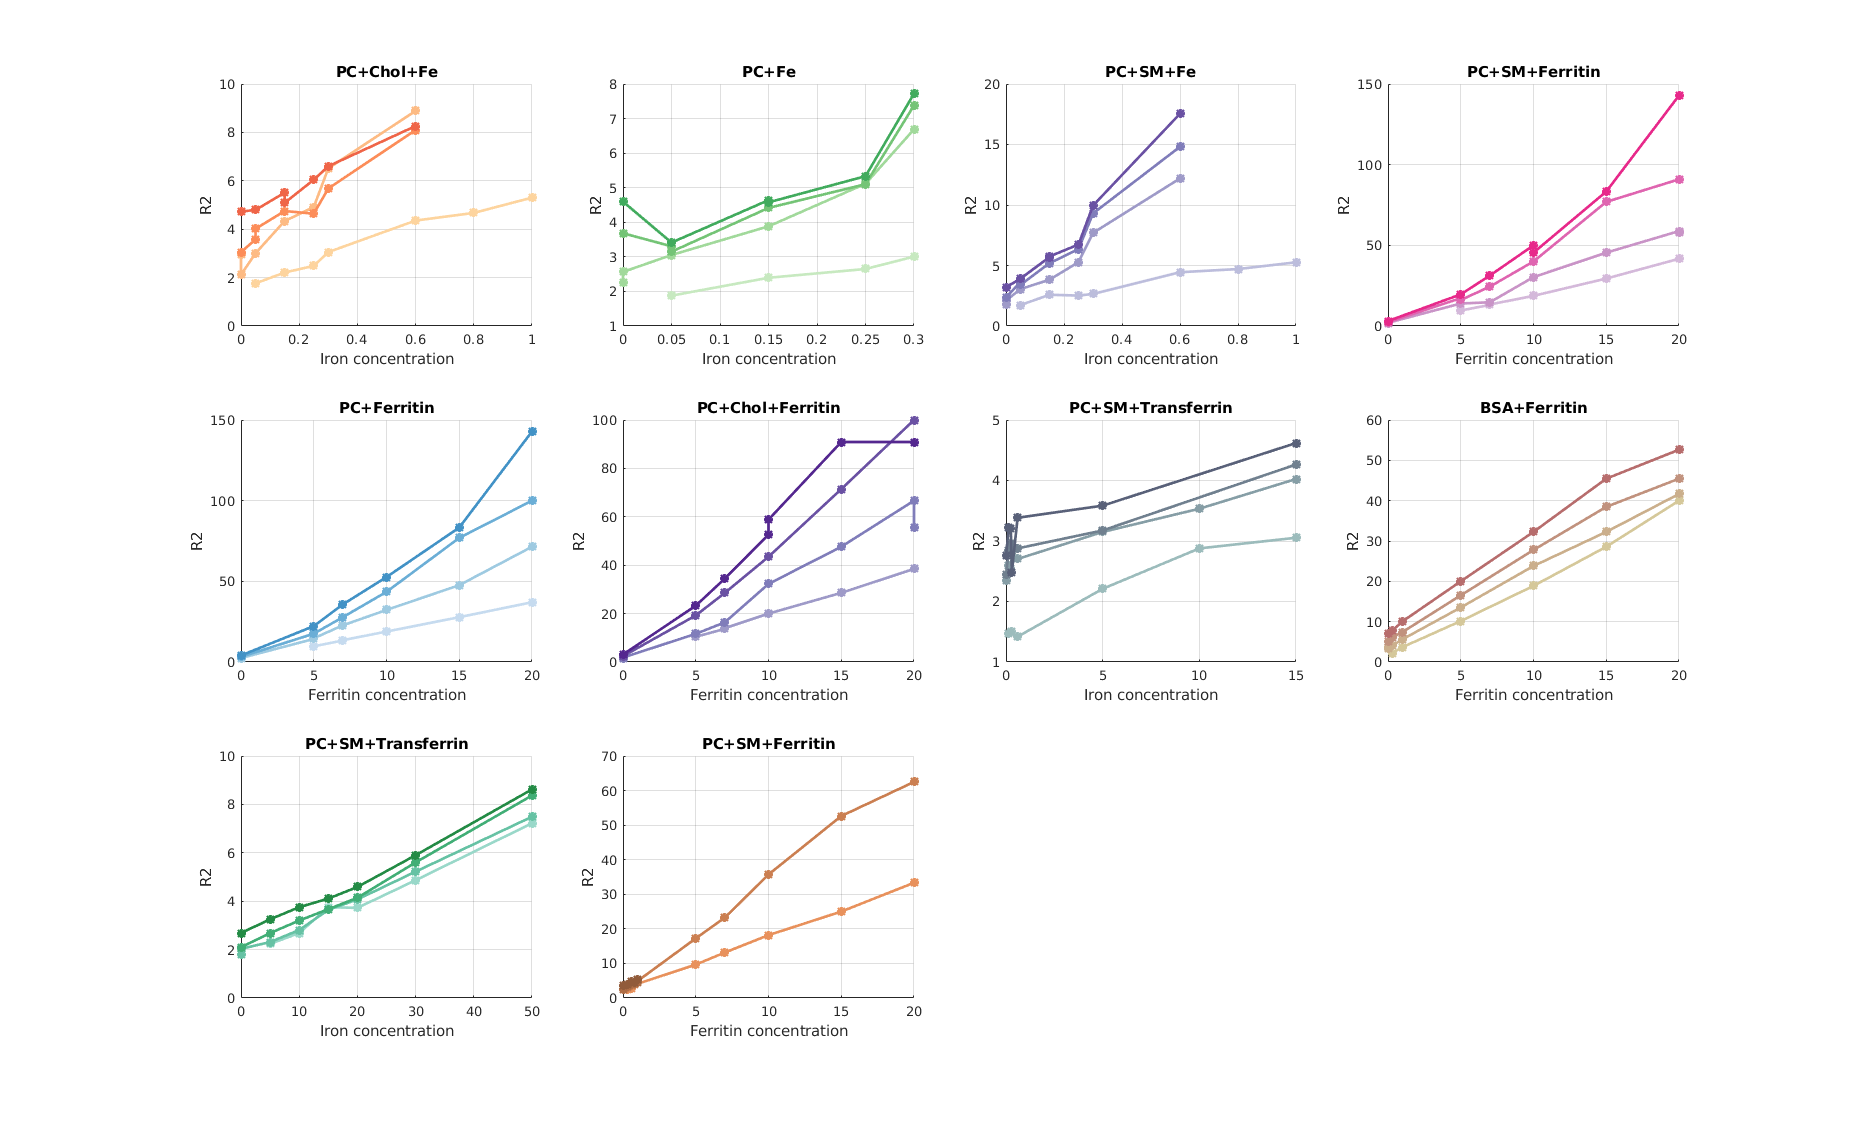 PC+Chol+Fe
10
8
6
4
2
0
R2
0 0.2 0.4 0.6 0.8 1
Iron concentration
PC+Fe
8
7
6
5
4
3
2
1
R2
0 0.05 0.15 0.2 0.15 0.2 0.25 0.3
Iron concentration
PC+SM+Fe
20
15
10
5
0
R2
0 0.2 0.4 0.6 0.8 1
Iron concentration
PC+SM+Ferritin
150
100
50
0
R2
0 5 10 15 20
Ferritin concentration
PC+Ferritin
150
100
50
0
R2
0 5 10 15 20
Ferritin concentration
PC+Chol+Ferritin
100
80
60
40
20
0
R2
0 5 10 15 20
Ferritin concentration
PC+SM+Transferrin
5
4
3
2
1
R2
0 5 10 15
Iron concentration
BSA+Ferritin
60
50
40
30
20
10
0
R2
0 5 10 15 20
Ferritin concentration
PC+SM+Transferrin
10
8
6
4
2
0
R2
0 10 20 30 40 50
Iron concentration
PC+SM+Ferritin
70
60
50
40
30
20
10
0
R2
0 5 10 15 20
Ferritin concentration